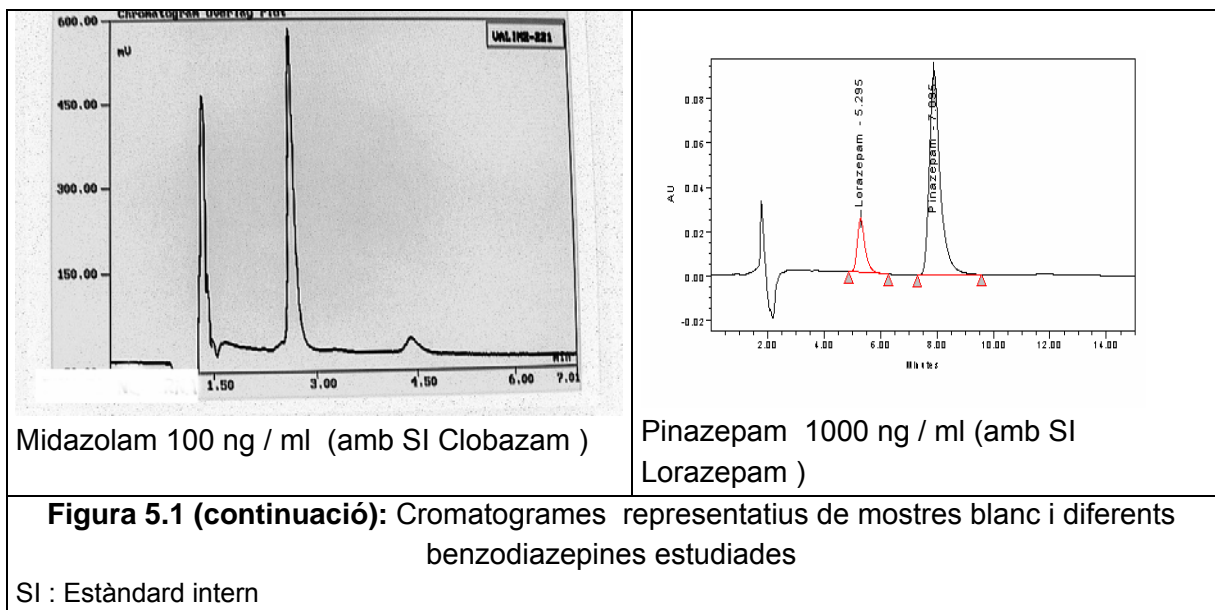 Chromatogram Overlay Plot
600.00
mU
VALIM2-221
450.00
300.00
150.00
Min
1.50 3.00 4.50 6.00 7.01
Midazolam 100 ng / ml (amb SI Clobazam )
AU
0.08
0.06
0.04
0.02
0.00
-0.02
Lorazepam - 5.295
2.00 4.00 6.00 8.00 10.00 12.00 14.00
Minutes
Pinazepam 1000 ng / ml (amb SI
Lorazepam )
Figura 5.1 (continuació): Cromatogrames representatius de mostres blanc i diferents
benzodiazepines estudiades
SI : Estàndard intern